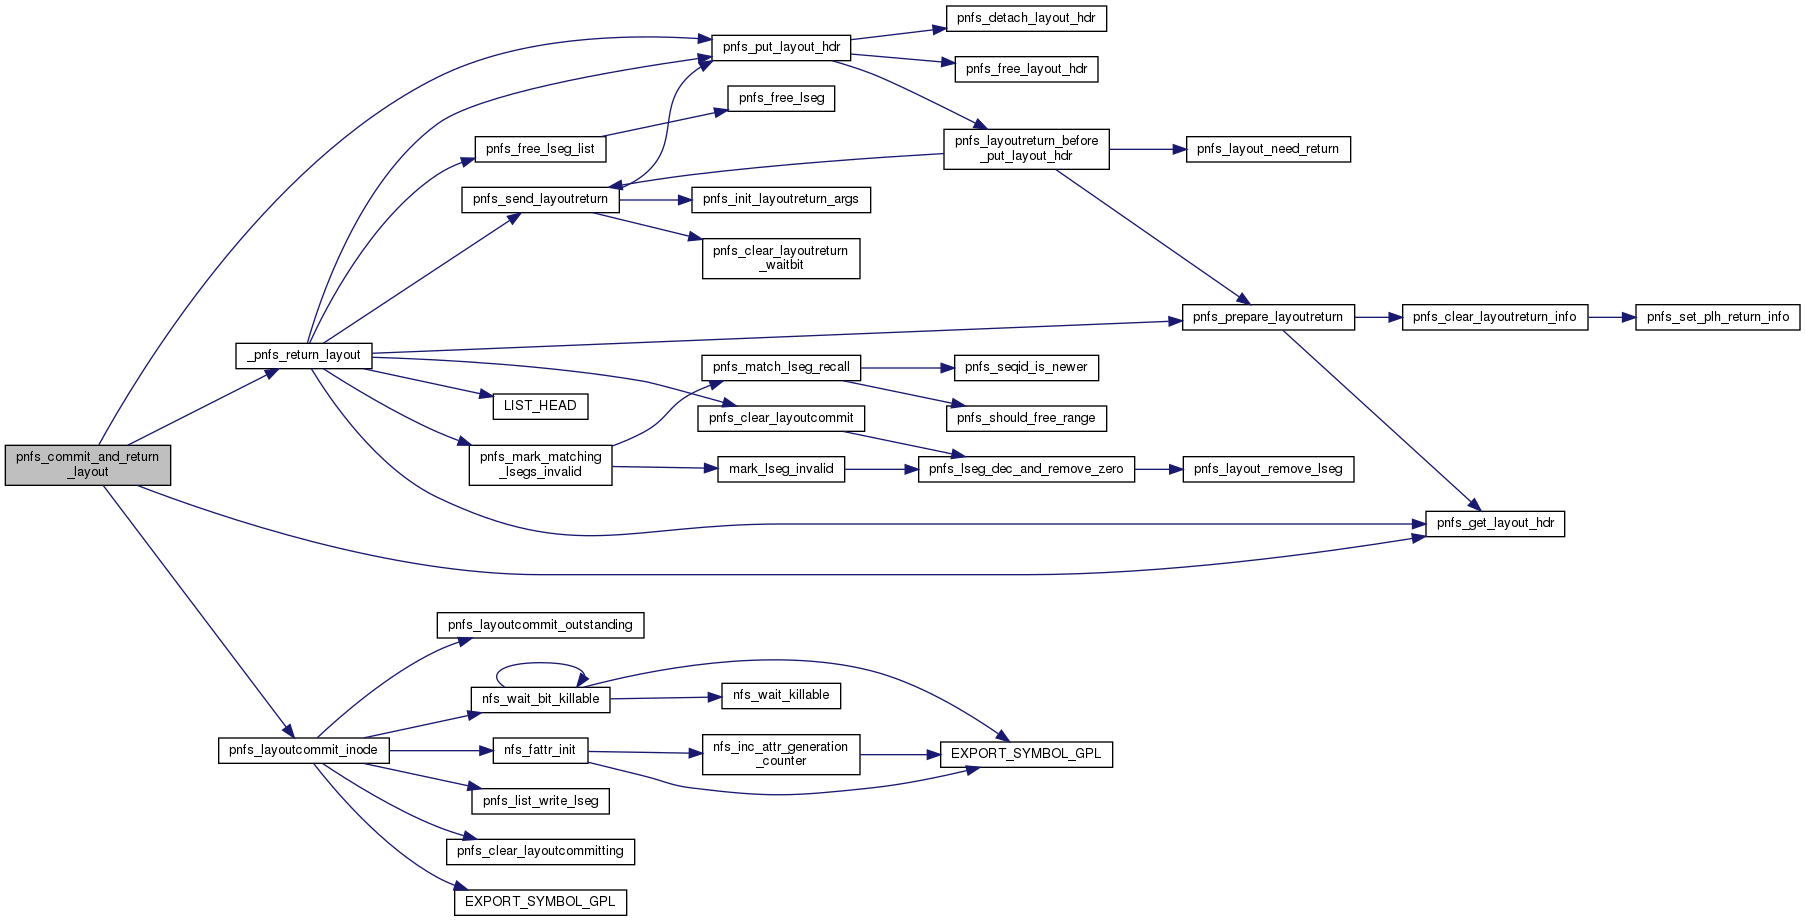 pnfs_detach_layout_hdr
pnfs_put_layout_hdr
pnfs_free_layout_hdr
pnfs_free_lseg
pnfs_free_lseg_list
pnfs_layoutreturn_before
_put_layout_hdr
pnfs_layout_need_return
pnfs_send_layoutreturn
pnfs_init_layoutreturn_args
pnfs_clear_layoutreturn
_waitbit
pnfs_prepare_layoutreturn
pnfs_clear_layoutreturn_info
pnfs_set_plh_return_info
_pnfs_return_layout
pnfs_match_lseg_recall
pnfs_seqid_is_newer
LIST_HEAD
pnfs_clear_layoutcommit
pnfs_should_free_range
pnfs_commit_and_return
_layout
pnfs_mark_matching
_lsegs_invalid
mark_lseg_invalid
pnfs_lseg_dec_and_remove_zero
pnfs_layout_remove_lseg
pnfs_get_layout_hdr
pnfs_layoutcommit_outstanding
nfs_wait_bit_killable
nfs_wait_killable
pnfs_layoutcommit_inode
nfs_fattr_init
nfs_inc_attr_generation
_counter
EXPORT_SYMBOL_GPL
pnfs_list_write_lseg
pnfs_clear_layoutcommitting
EXPORT_SYMBOL_GPL